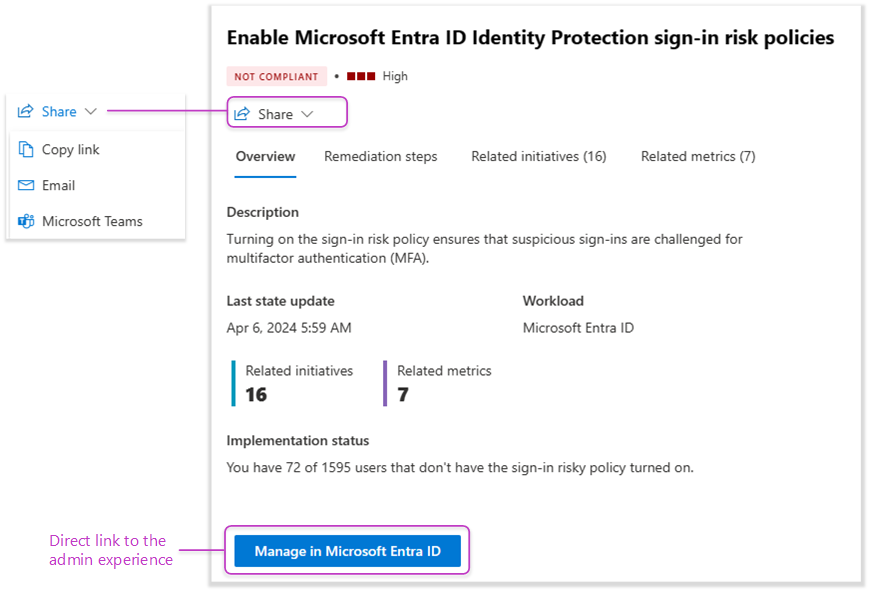 Enable Microsoft Entra ID Identity Protection sign-in risk policies
NOT COMPLIANT • High
Share
Share
Copy link
Email
Microsoft Teams
Overview Remediation steps Related initiatives (16) Related metrics (7)
Description
Turning on the sign-in risk policy ensures that suspicious sign-ins are challenged for
multifactor authentication (MFA).
Last state update Workload
Apr 6, 2024 5:59 AM Microsoft Entra ID
Related initiatives Related metrics
16 7
Implementation status
You have 72 of 1595 users that don't have the sign-in risky policy turned on.
Direct link to the
admin experience
Manage in Microsoft Entra ID